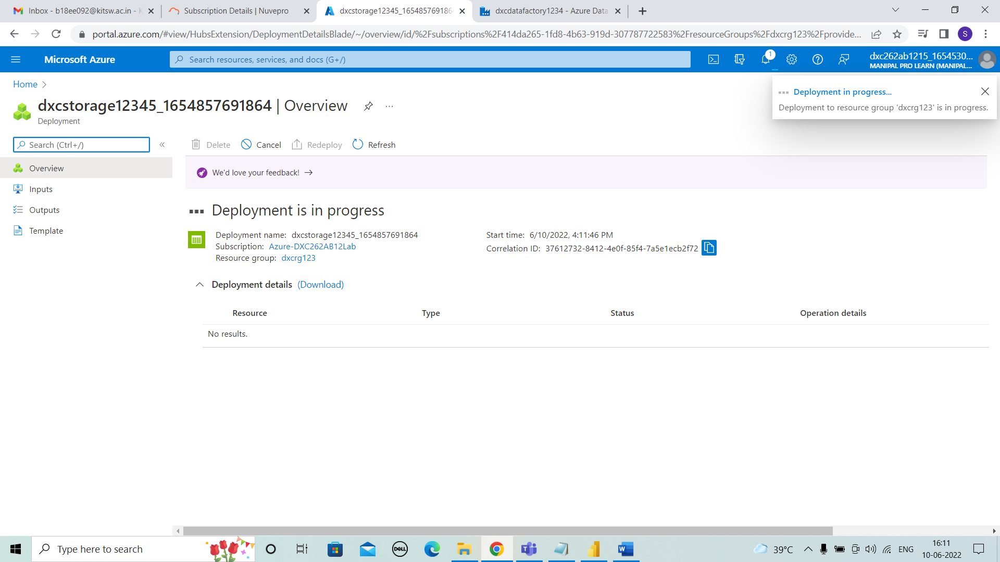 Inbox - b18ee092@kitsw.ac.in - K
Subscription Details | Nuvepro
dxcstorage12345_165485769186
dxcdatafactory1234 - Azure Data
portal.azure.com/#view/HubsExtension/DeploymentDetailsBlade/~/overview/id/%2Fsubscriptions%2F414da265-1fd8-4b63-919d-307787722583%2FresourceGroups%2Fdxcrg123%2Fprovide...
S
Microsoft Azure
Search resources, services, and docs (G+/)
1
dxc262ab1215_1654530...
MANIPAL PRO LEARN (MANIPAL...
Home
Deployment in progress...
Deployment to resource group 'dxcrg123' is in progress.
dxcstorage12345_1654857691864 | Overview
Deployment
Search (Ctrl+/)
Delete
Cancel
Redeploy
Refresh
Overview
Inputs
Outputs
Template
We'd love your feedback!
Deployment is in progress
Deployment name: dxcstorage12345_1654857691864
Subscription: Azure-DXC262AB12Lab
Resource group: dxcrg123
Start time: 6/10/2022, 4:11:46 PM
Correlation ID: 37612732-8412-4e0f-85f4-7a5e1ecb2f72
Deployment details (Download)
Resource Type Status Operation details
No results.
Type here to search
DELL
39°C
ENG
16:11
10-06-2022